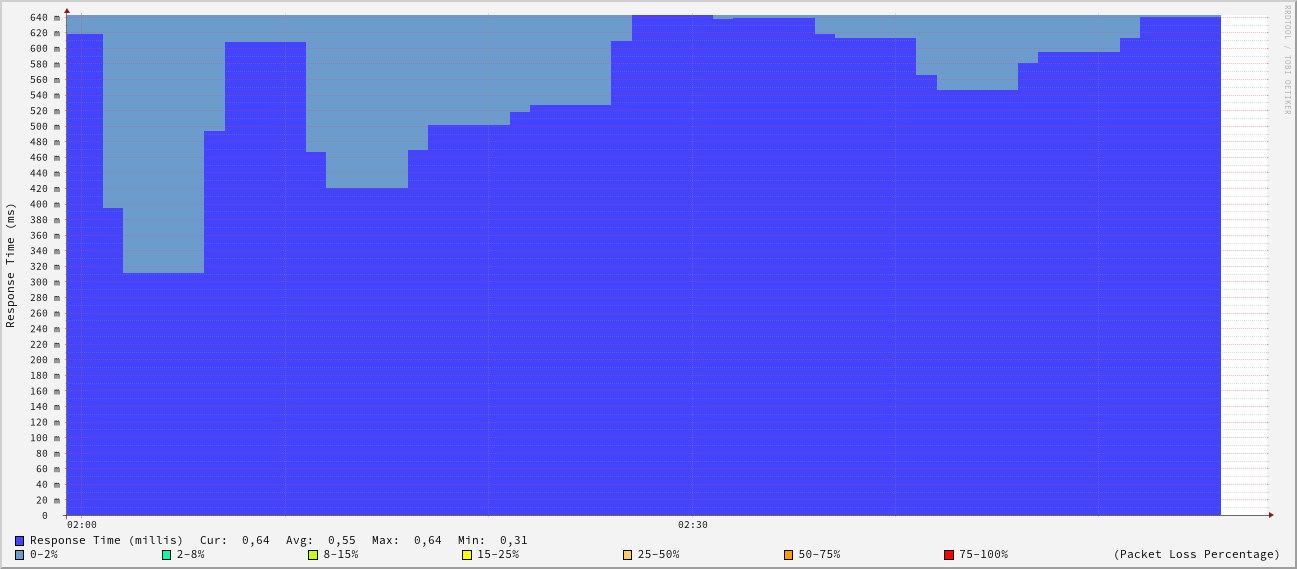 RRDTOOL / TOBI OETIKER
Response Time (ms)
640 m
620 m
600 m
580 m
560 m
540 m
520 m
500 m
480 m
460 m
440 m
420 m
400 m
380 m
360 m
340 m
320 m
300 m
280 m
260 m
240 m
220 m
200 m
180 m
160 m
140 m
120 m
100 m
80 m
60 m
40 m
20 m
0
02:00 02:30
Response Time (millis) Cur: 0,64 Avg: 0,55 Max: 0,64 Min: 0,31
0-2% 2-8% 8-15% 15-25% 25-50% 50-75% 75-100% (Packet Loss Percentage)